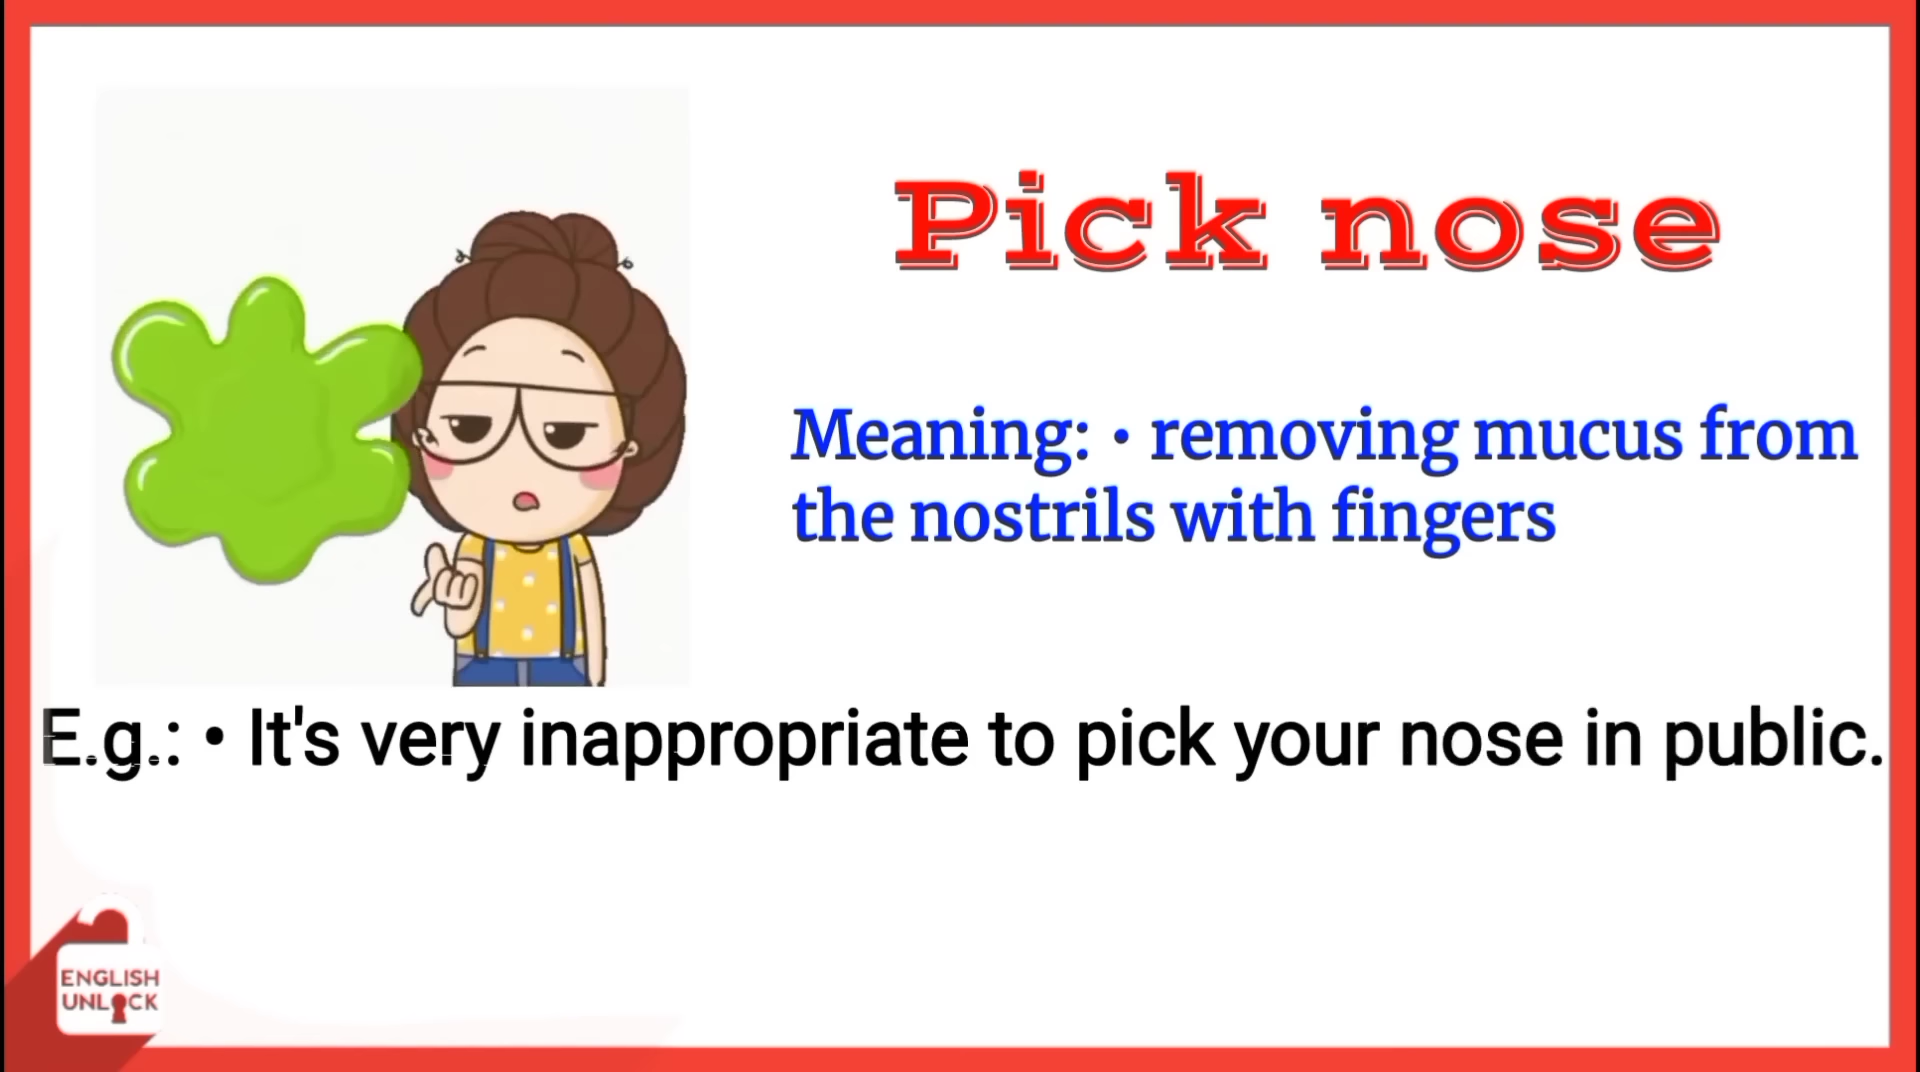 Pick nose
Meaning: • removing mucus from
the nostrils with fingers
E.g.: • It's very inappropriate to pick your nose in public.
ENGLISH
UNLOCK